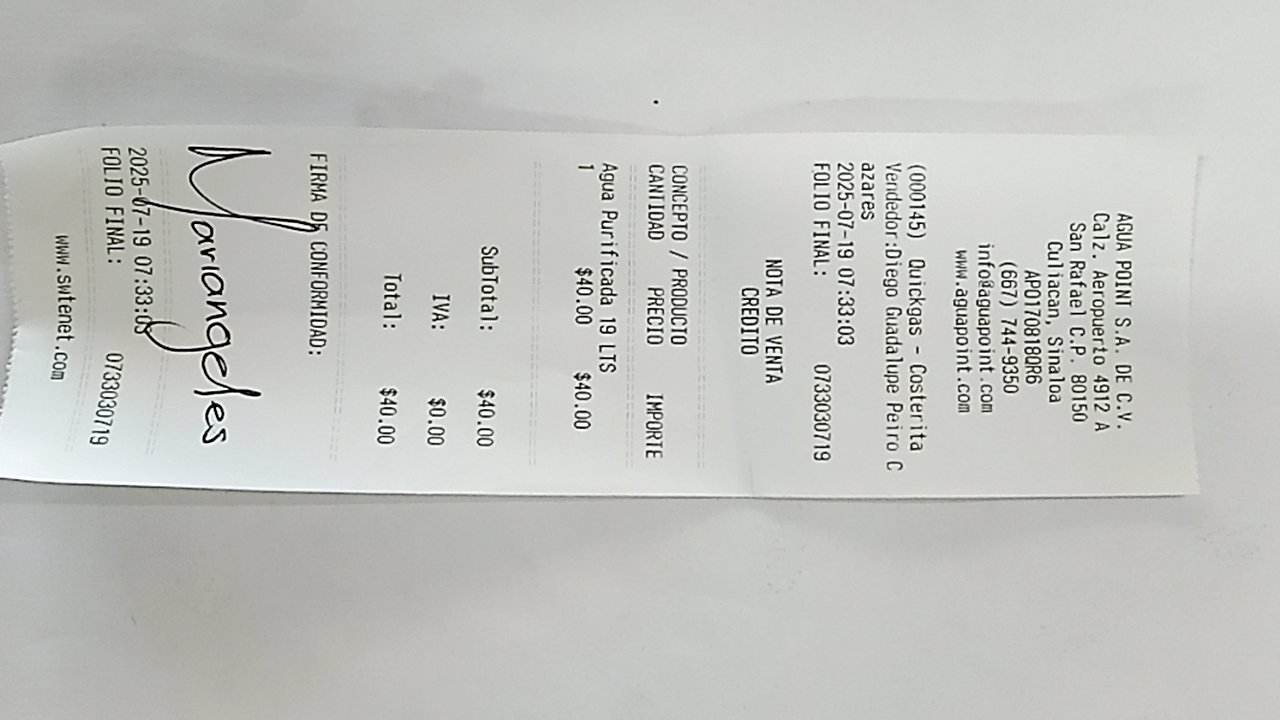 AGUA POINT S.A. DE C.V.
Calz. Aeropuerto 4912 A
San Rafael C.P. 80150
Culiacan, Sinaloa
APO170818QR6
(667) 744-9350
info@aguapoint.com
www.aguapoint.com
(000145) Quickgas - Costerita
Vendedor:Diego Guadalupe Peiro C
azares
2025-07-19 07:33:03
FOLIO FINAL: 0733030719
NOTA DE VENTA
CREDITO
CONCEPTO / PRODUCTO
CANTIDAD PRECIO IMPORTE
Agua Purificada 19 LTS
1 $40.00 $40.00
SubTotal: $40.00
IVA: $0.00
Total: $40.00
FIRMA DE CONFORMIDAD:
Mariangeles
2025-07-19 07:33:03
FOLIO FINAL: 0733030719
www.swtenet.com